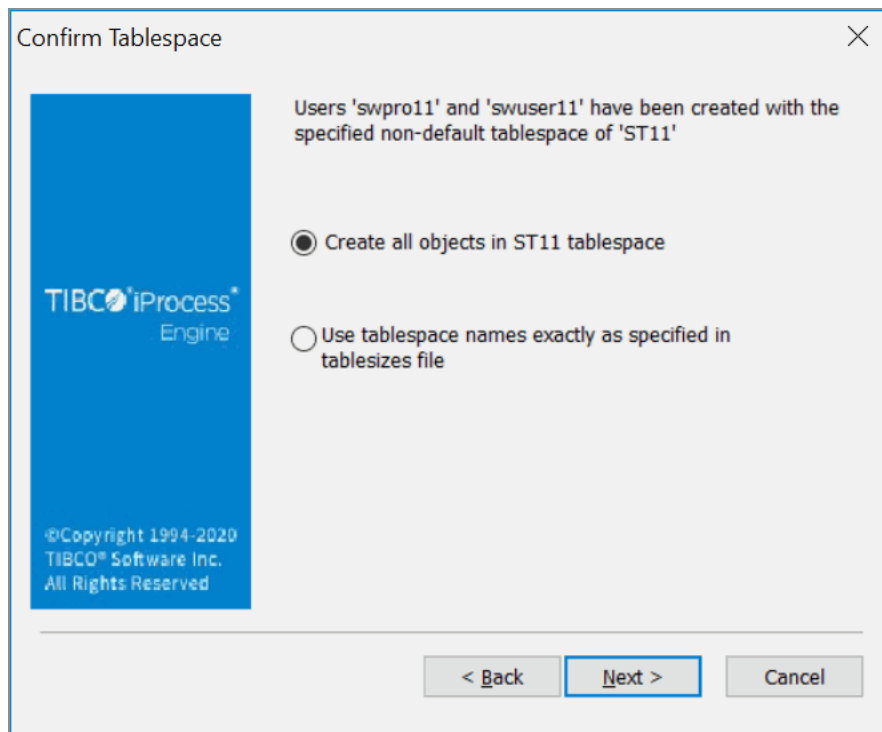 Confirm Tablespace
Users 'swpro11' and 'swuser11' have been created with the
specified non-default tablespace of 'ST11'
Create all objects in ST11 tablespace
Use tablespace names exactly as specified in
tablesizes file
TIBCO® iProcess®
Engine
©Copyright 1994-2020
TIBCO® Software Inc.
All Rights Reserved
< Back
Next >
Cancel